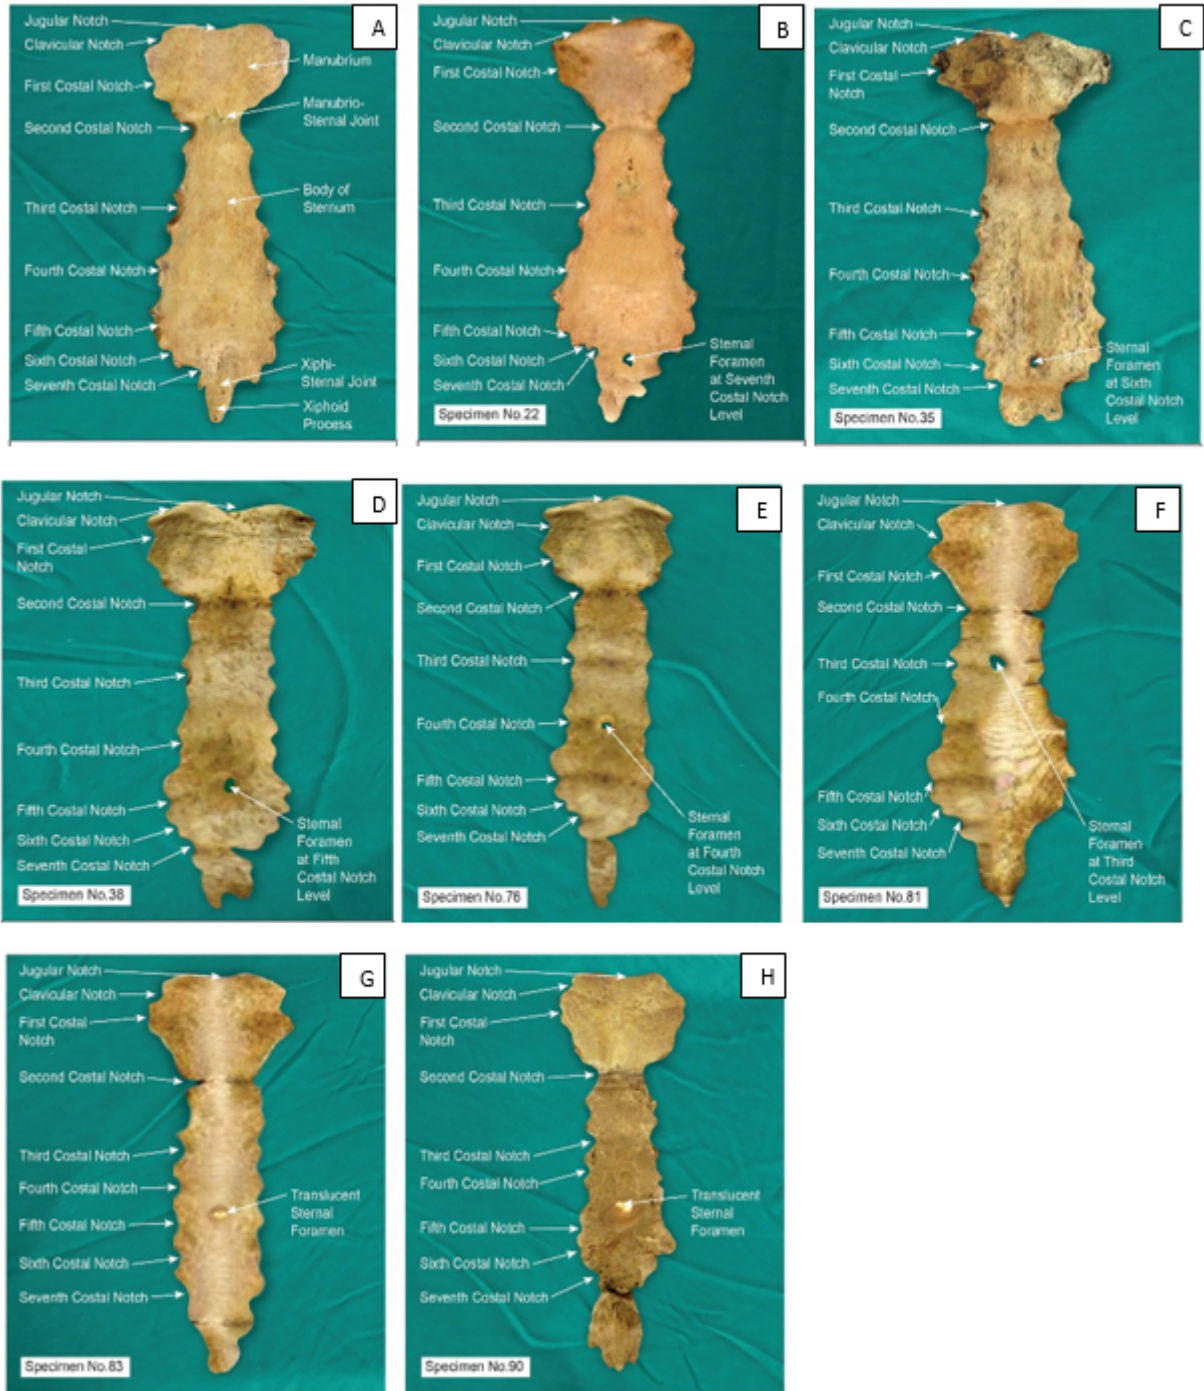 A
Jugular Notch
Clavicular Notch
Manubrium
First Costal Notch
Manubrio-
Sternal Joint
Second Costal Notch
Body of
Sternum
Third Costal Notch
Fourth Costal Notch
Fifth Costal Notch
Sixth Costal Notch
Xiphi-
Sternal Joint
Seventh Costal Notch
Xiphoid
Process
B
Jugular Notch
Clavicular Notch
First Costal Notch
Second Costal Notch
Third Costal Notch
Fourth Costal Notch
Fifth Costal Notch
Sixth Costal Notch
Seventh Costal Notch
Sternal
Foramen
at Seventh
Costal Notch
Level
Specimen No.22
C
Jugular Notch
Clavicular Notch
First Costal
Notch
Second Costal Notch
Third Costal Notch
Fourth Costal Notch
Fifth Costal Notch
Sixth Costal Notch
Seventh Costal Notch
Sternal
Foramen
at Sixth
Costal Notch
Level
Specimen No.35
D
Jugular Notch
Clavicular Notch
First Costal
Notch
Second Costal Notch
Third Costal Notch
Fourth Costal Notch
Fifth Costal Notch
Sixth Costal Notch
Seventh Costal Notch
Sternal
Foramen
at Fifth
Costal Notch
Level
Specimen No.38
E
Jugular Notch
Clavicular Notch
First Costal Notch
Second Costal Notch
Third Costal Notch
Fourth Costal Notch
Fifth Costal Notch
Sixth Costal Notch
Seventh Costal Notch
Sternal
Foramen
at Fourth
Costal Notch
Level
Specimen No.76
F
Jugular Notch
Clavicular Notch
First Costal Notch
Second Costal Notch
Third Costal Notch
Fourth Costal Notch
Fifth Costal Notch
Sixth Costal Notch
Seventh Costal Notch
Sternal
Foramen
at Third
Costal Notch
Level
Specimen No.81
G
Jugular Notch
Clavicular Notch
First Costal
Notch
Second Costal Notch
Third Costal Notch
Fourth Costal Notch
Fifth Costal Notch
Sixth Costal Notch
Seventh Costal Notch
Translucent
Sternal
Foramen
Specimen No.83
H
Jugular Notch
Clavicular Notch
First Costal
Notch
Second Costal Notch
Third Costal Notch
Fourth Costal Notch
Fifth Costal Notch
Sixth Costal Notch
Seventh Costal Notch
Translucent
Sternal
Foramen
Specimen No.90